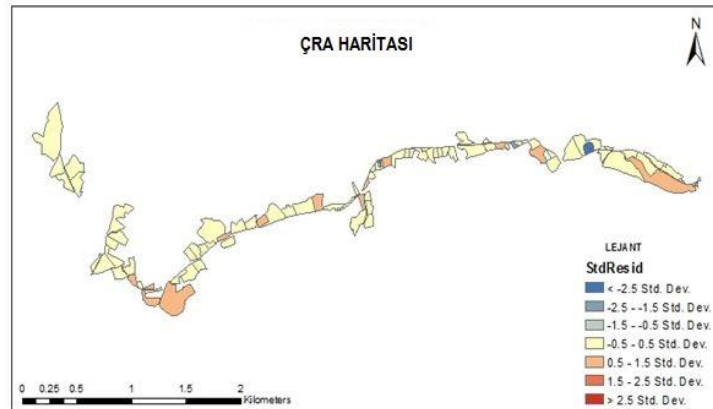 ÇRA HARİTASI
N
LEJANT
StdResid
< -2.5 Std. Dev.
-2.5 - -1.5 Std. Dev.
-1.5 - -0.5 Std. Dev.
-0.5 - 0.5 Std. Dev.
0.5 - 1.5 Std. Dev.
1.5 - 2.5 Std. Dev.
> 2.5 Std. Dev.
0 0.25 0.5 1 1.5 2
Kilometers